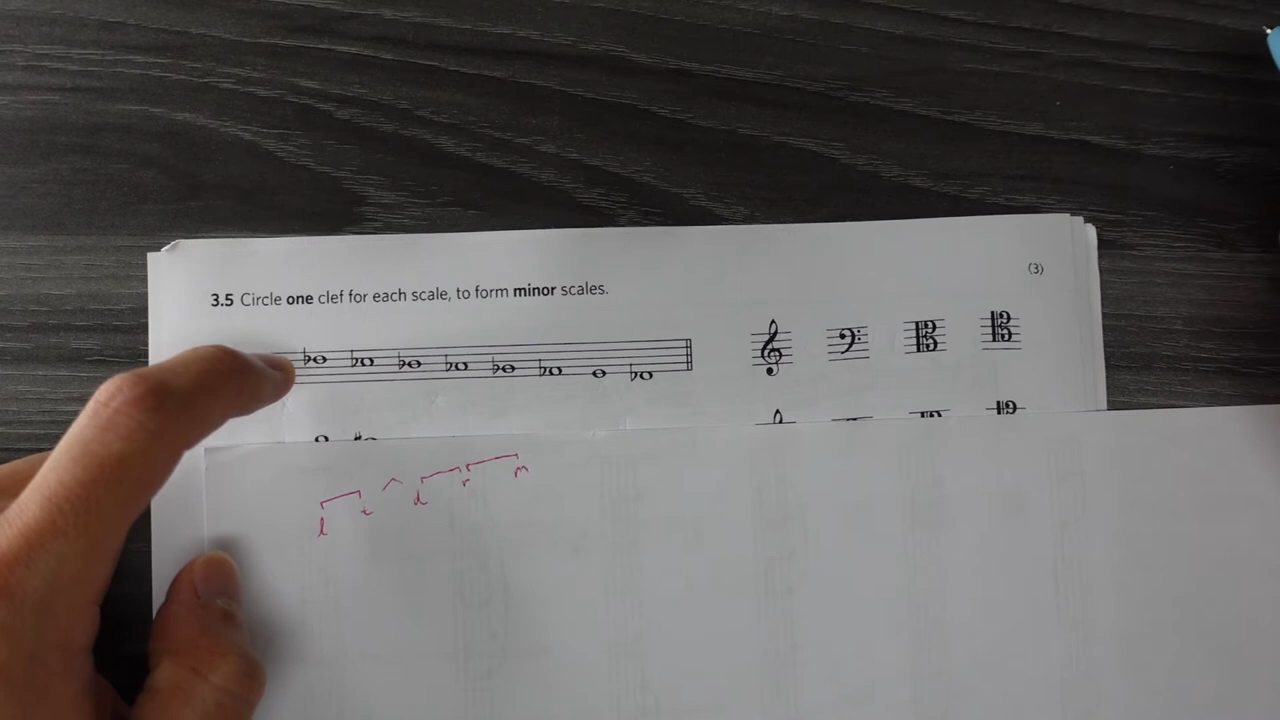 (3)
3.5 Circle one clef for each scale, to form minor scales.
l t d r m